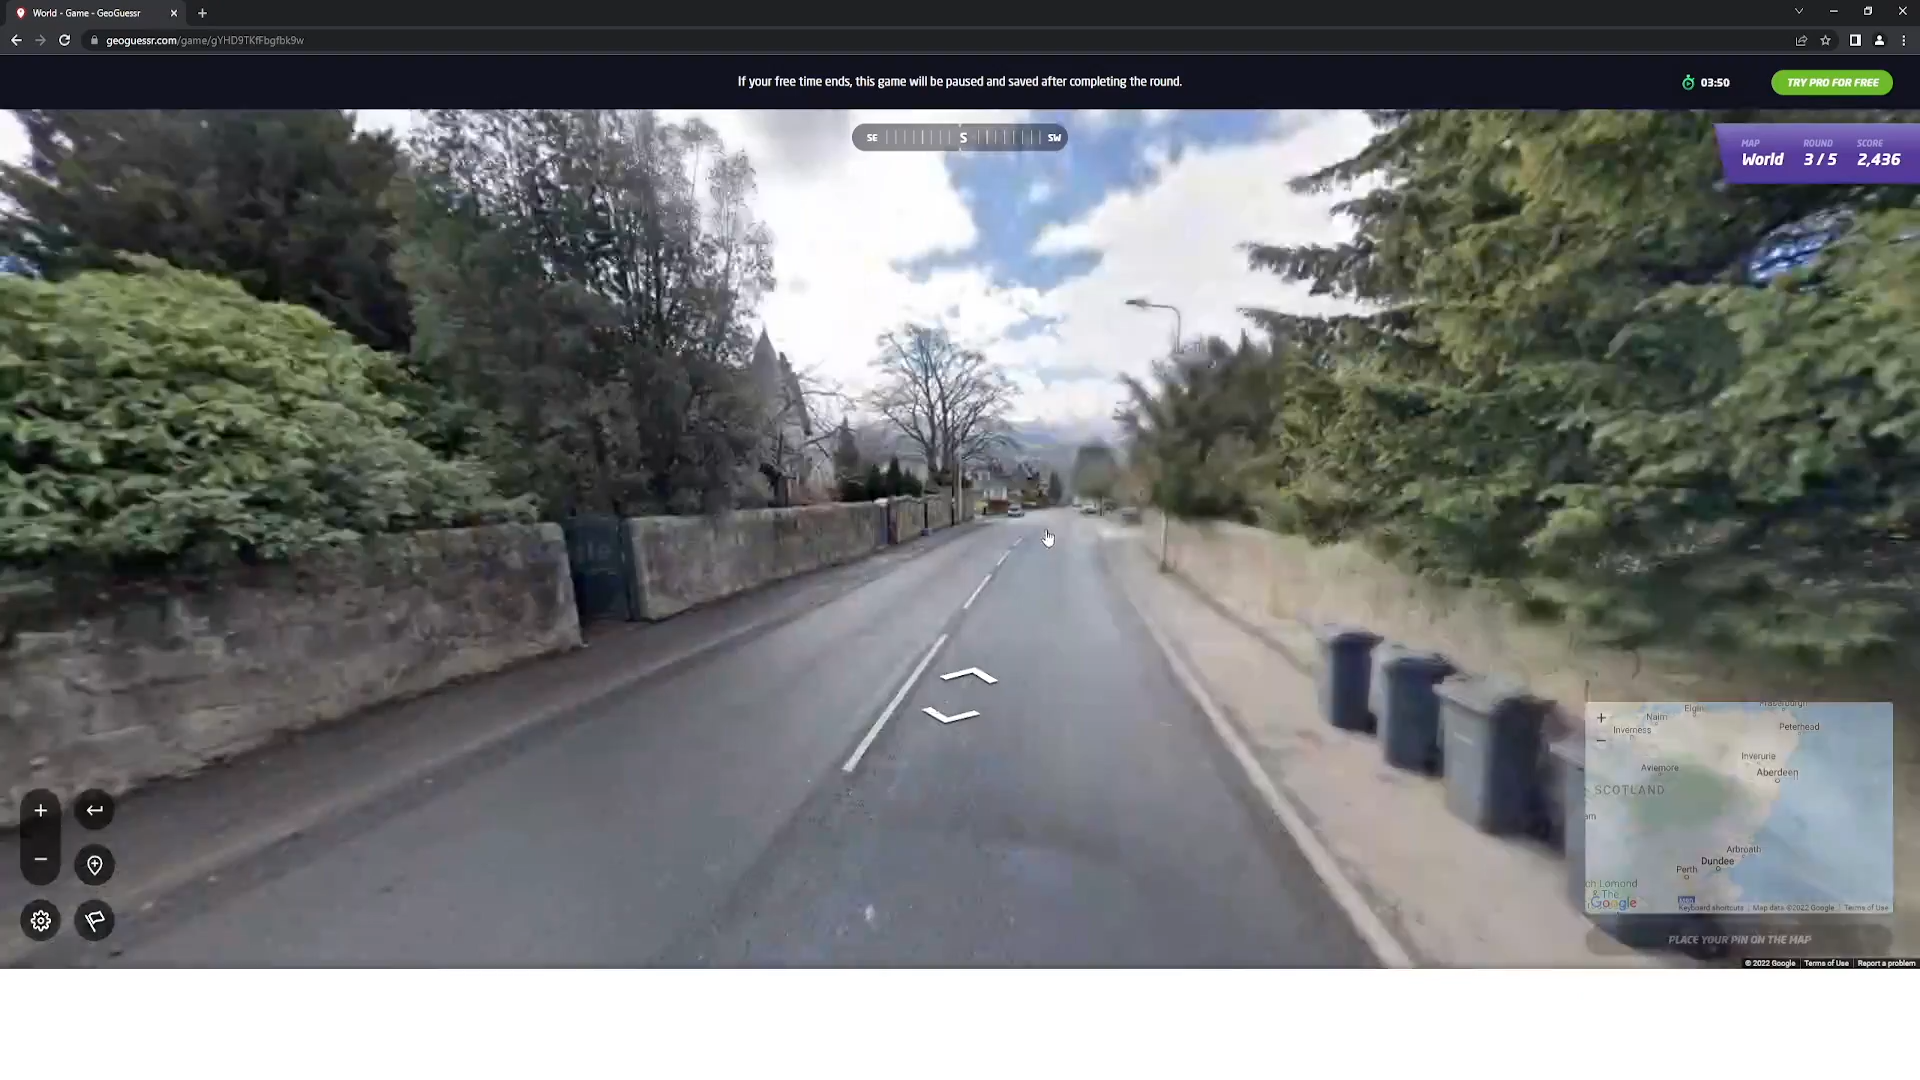 World - Game - GeoGuessr
geoguessr.com/game/gYHD9TKfFbgfbk9w
If your free time ends, this game will be paused and saved after completing the round.
03:50
TRY PRO FOR FREE
SE S SW
MAP ROUND SCORE
World 3 / 5 2,436
Elgin
Fraserburgh
Nairn
Inverness
Peterhead
Inverurie
Aviemore
Aberdeen
SCOTLAND
Arbroath
Dundee
Perth
ch Lomond
& The
Google
Keyboard shortcuts Map data ©2022 Google Terms of Use
PLACE YOUR PIN ON THE MAP
© 2022 Google Terms of Use Report a problem